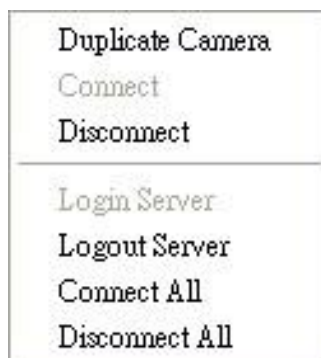 Duplicate Camera
Connect
Disconnect
Login Server
Logout Server
Connect All
Disconnect All